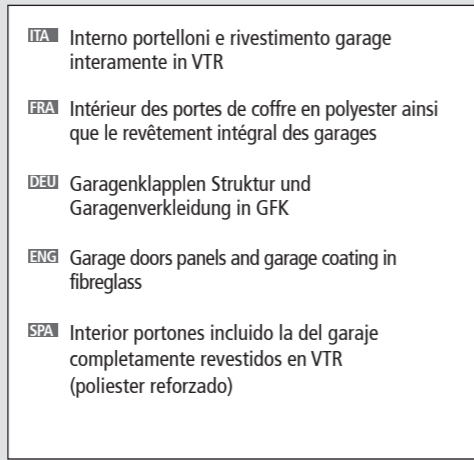 ITA Interno portelloni e rivestimento garage
interamente in VTR
FRA Intérieur des portes de coffre en polyester ainsi
que le revêtement intégral des garages
DEU Garagenklapplen Struktur und
Garagenverkleidung in GFK
ENG Garage doors panels and garage coating in
fibreglass
SPA Interior portones incluido la del garaje
completamente revestidos en VTR
(poliester reforzado)